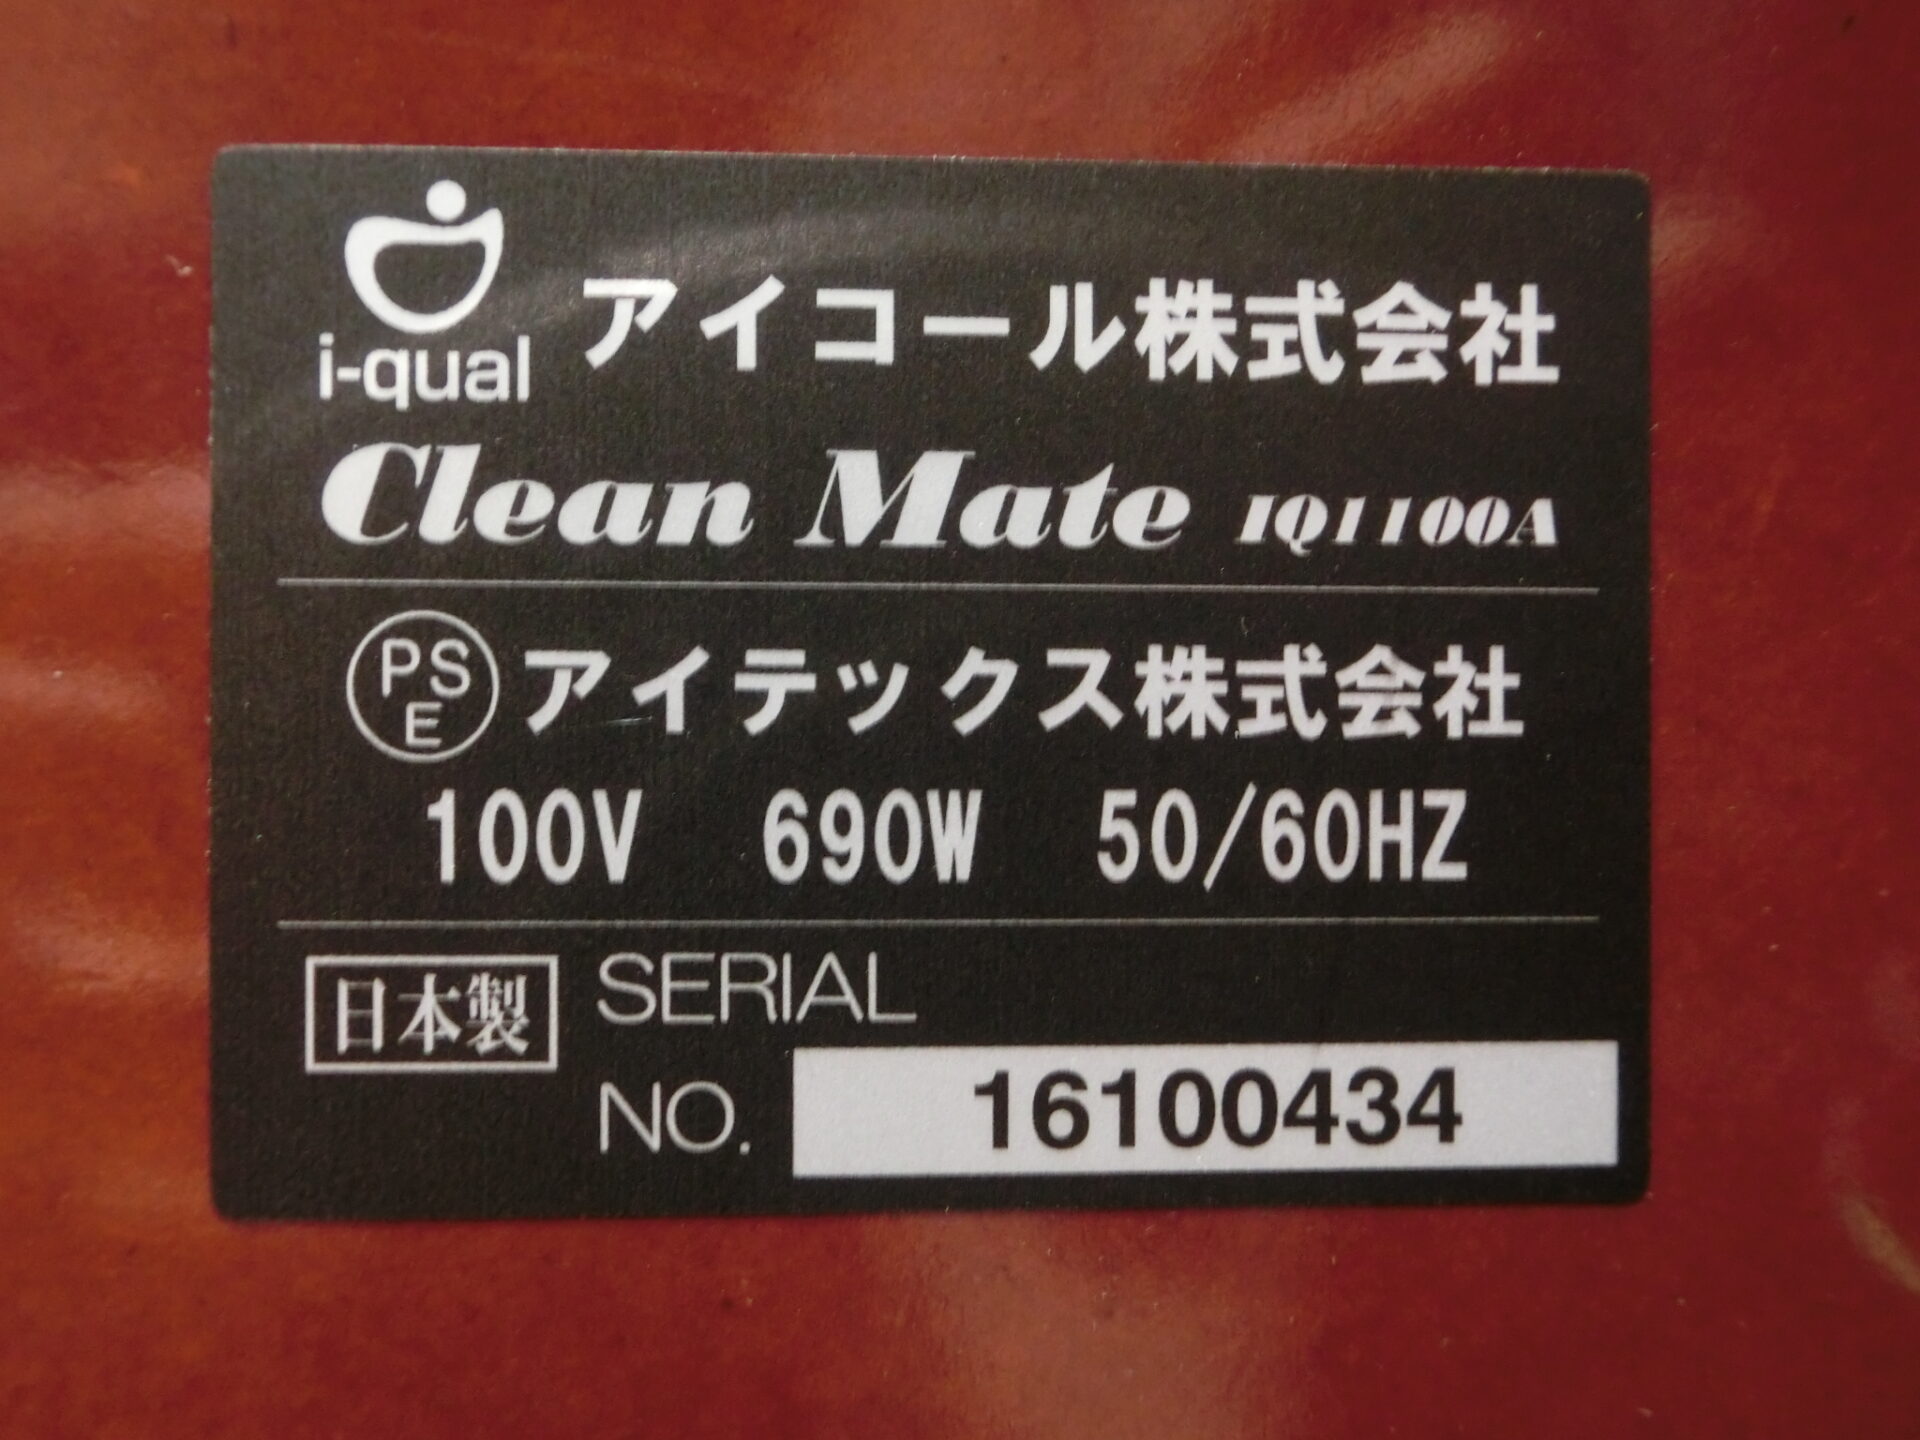 i-qual
アイコール株式会社
Clean Mate IQ1100A
PSE
アイテックス株式会社
100V 690W 50/60HZ
日本製
SERIAL
NO. 16100434